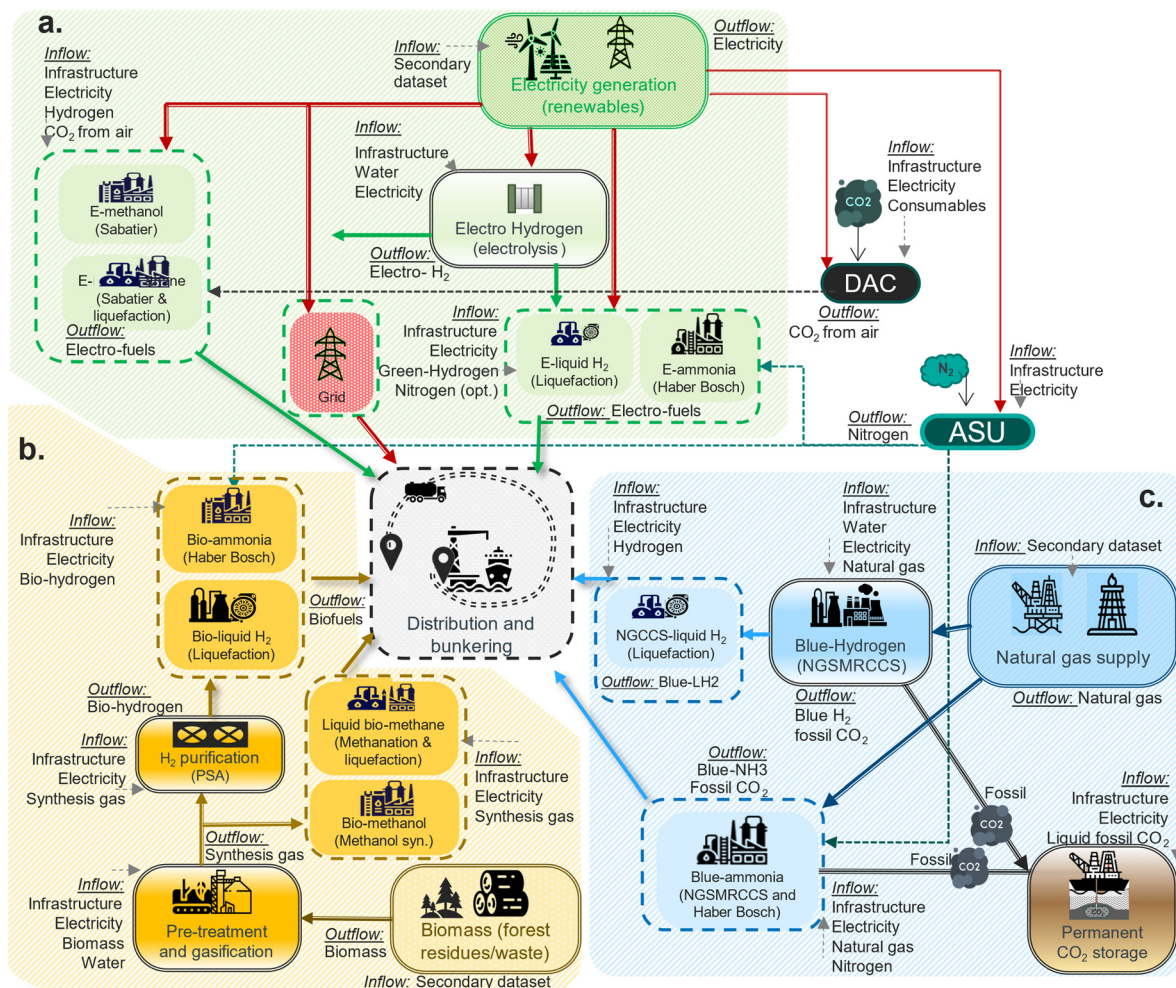 a.
Inflow:
Infrastructure
Electricity
Hydrogen
CO2 from air
E-methanol
(Sabatier)
(Sabatier &
liquefaction)
Outflow:
Electro-fuels
Inflow:
Secondary
dataset
Electricity generation
(renewables)
Outflow:
Electricity
Inflow:
Infrastructure
Water
Electricity
Electro Hydrogen
(electrolysis)
Outflow:
Electro- H2
Grid
Inflow:
Infrastructure
Electricity
Green-Hydrogen
Nitrogen (opt.)
E-liquid H2
(Liquefaction)
E-ammonia
(Haber Bosch)
Outflow: Electro-fuels
CO2
Inflow:
Infrastructure
Electricity
Consumables
DAC
Outflow:
CO2 from air
N2
Inflow:
Infrastructure
Electricity
Outflow:
Nitrogen
ASU
b.
Inflow:
Infrastructure
Electricity
Bio-hydrogen
Bio-ammonia
(Haber Bosch)
Bio-liquid H2
(Liquefaction)
Outflow:
Biofuels
Distribution and
bunkering
Outflow:
Bio-hydrogen
Inflow:
Infrastructure
Electricity
Synthesis gas
H2 purification
(PSA)
Liquid bio-methane
(Methanation &
liquefaction)
Bio-methanol
(Methanol syn.)
Inflow:
Infrastructure
Electricity
Synthesis gas
Outflow:
Synthesis gas
Inflow:
Infrastructure
Electricity
Biomass
Water
Pre-treatment
and gasification
Outflow:
Biomass
Biomass (forest
residues/waste)
Inflow: Secondary dataset
c.
Inflow:
Infrastructure
Electricity
Hydrogen
NGCCS-liquid H2
(Liquefaction)
Outflow: Blue-LH2
Inflow:
Infrastructure
Water
Electricity
Natural gas
Blue-Hydrogen
(NGSMRCCS)
Outflow:
Blue H2
fossil CO2
Inflow: Secondary dataset
Natural gas supply
Outflow: Natural gas
Outflow:
Blue-NH3
Fossil CO2
Blue-ammonia
(NGSMRCCS and
Haber Bosch)
Inflow:
Infrastructure
Electricity
Natural gas
Nitrogen
Fossil
CO2
Fossil
CO2
Inflow:
Infrastructure
Electricity
Liquid fossil CO2
CO2
Permanent
CO2 storage